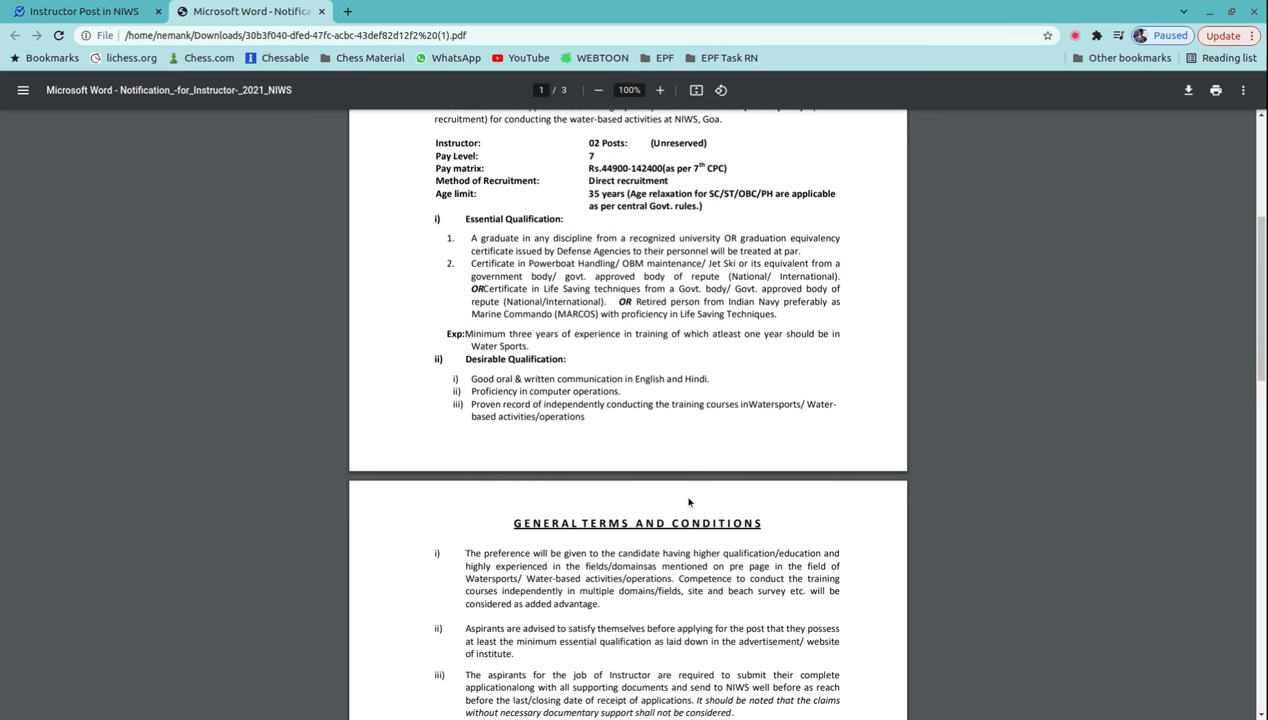 Instructor Post in NIWS
Microsoft Word - Notifica
File
/home/nemank/Downloads/30b3f040-dfed-47fc-acbc-43def82d12f2%20(1).pdf
Paused
Update
Bookmarks
lichess.org
Chess.com
Chessable
Chess Material
WhatsApp
YouTube
WEBTOON
EPF
EPF Task RN
Other bookmarks
Reading list
Microsoft Word - Notification_-for_Instructor-_2021_NIWS
1 / 3
100%
recruitment) for conducting the water-based activities at NIWS, Goa.
Instructor: 02 Posts: (Unreserved)
Pay Level: 7
Pay matrix: Rs.44900-142400(as per 7th CPC)
Method of Recruitment: Direct recruitment
Age limit: 35 years (Age relaxation for SC/ST/OBC/PH are applicable
as per central Govt. rules.)
i) Essential Qualification:
1. A graduate in any discipline from a recognized university OR graduation equivalency
certificate issued by Defense Agencies to their personnel will be treated at par.
2. Certificate in Powerboat Handling/ OBM maintenance/ Jet Ski or its equivalent from a
government body/ govt. approved body of repute (National/ International).
ORCertificate in Life Saving techniques from a Govt. body/ Govt. approved body of
repute (National/International). OR Retired person from Indian Navy preferably as
Marine Commando (MARCOS) with proficiency in Life Saving Techniques.
Exp:Minimum three years of experience in training of which atleast one year should be in
Water Sports.
ii) Desirable Qualification:
i) Good oral & written communication in English and Hindi.
ii) Proficiency in computer operations.
iii) Proven record of independently conducting the training courses inWatersports/ Water-
based activities/operations
GENERAL TERMS AND CONDITIONS
i) The preference will be given to the candidate having higher qualification/education and
highly experienced in the fields/domainsas mentioned on pre page in the field of
Watersports/ Water-based activities/operations. Competence to conduct the training
courses independently in multiple domains/fields, site and beach survey etc. will be
considered as added advantage.
ii) Aspirants are advised to satisfy themselves before applying for the post that they possess
at least the minimum essential qualification as laid down in the advertisement/ website
of institute.
iii) The aspirants for the job of Instructor are required to submit their complete
applicationalong with all supporting documents and send to NIWS well before as reach
before the last/closing date of receipt of applications. It should be noted that the claims
without necessary documentary support shall not be considered.